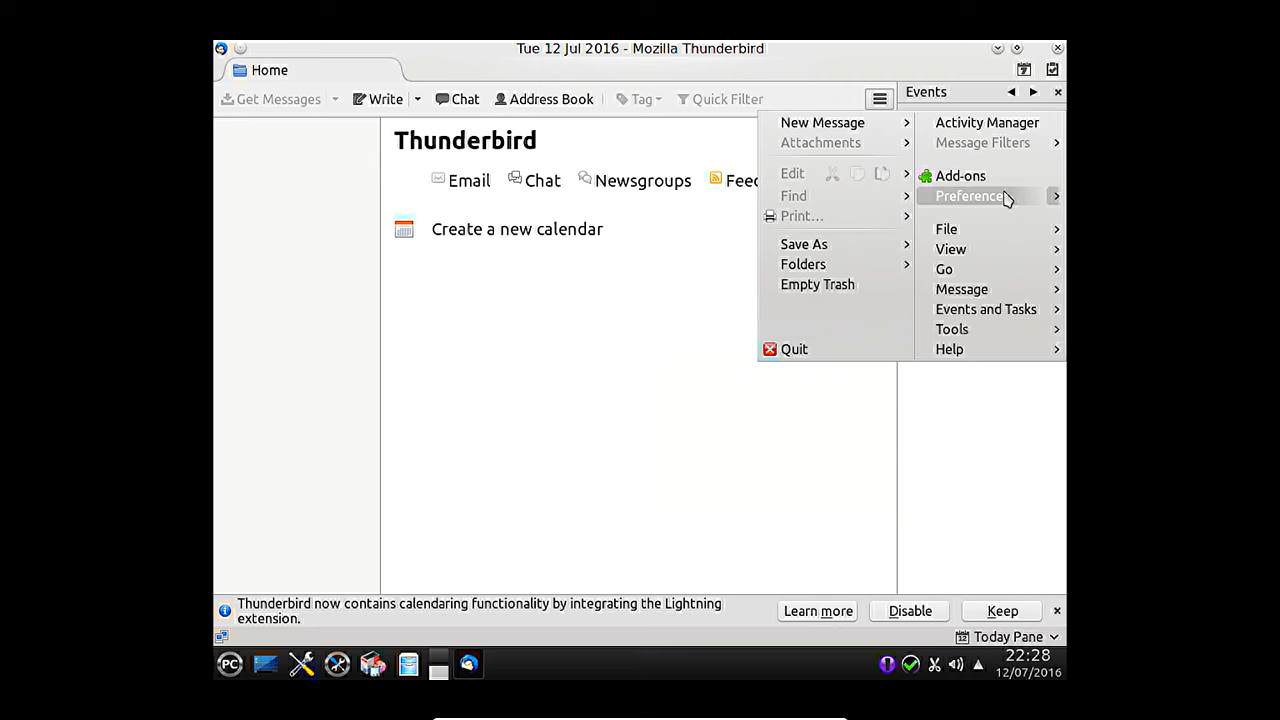 Tue 12 Jul 2016 - Mozilla Thunderbird
Home
Get Messages Write Chat Address Book Tag Quick Filter
Events
Thunderbird
Email Chat Newsgroups Feed
Create a new calendar
New Message
Attachments
Edit
Find
Print...
Save As
Folders
Empty Trash
Quit
Activity Manager
Message Filters
Add-ons
Preferences
File
View
Go
Message
Events and Tasks
Tools
Help
Thunderbird now contains calendaring functionality by integrating the Lightning
extension.
Learn more Disable Keep
Today Pane
PC
22:28
12/07/2016